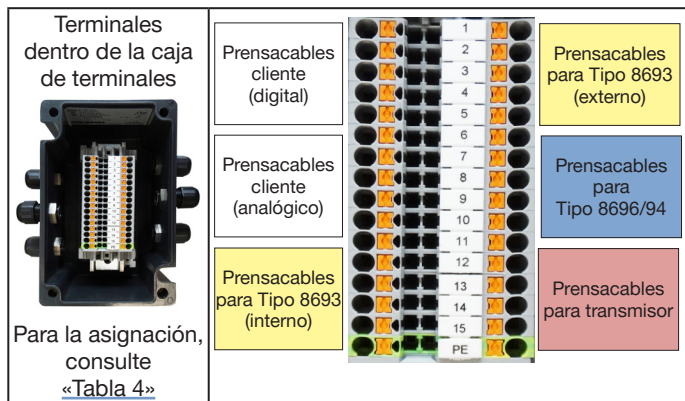 Terminales
dentro de la caja
de terminales
Para la asignación,
consulte
«Tabla 4»
Prensacables
cliente
(digital)
Prensacables
cliente
(analógico)
Prensacables
para Tipo 8693
(interno)
1
2
3
4
5
6
7
8
9
10
11
12
13
14
15
PE
Prensacables
para Tipo 8693
(externo)
Prensacables
para
Tipo 8696/94
Prensacables
para transmisor